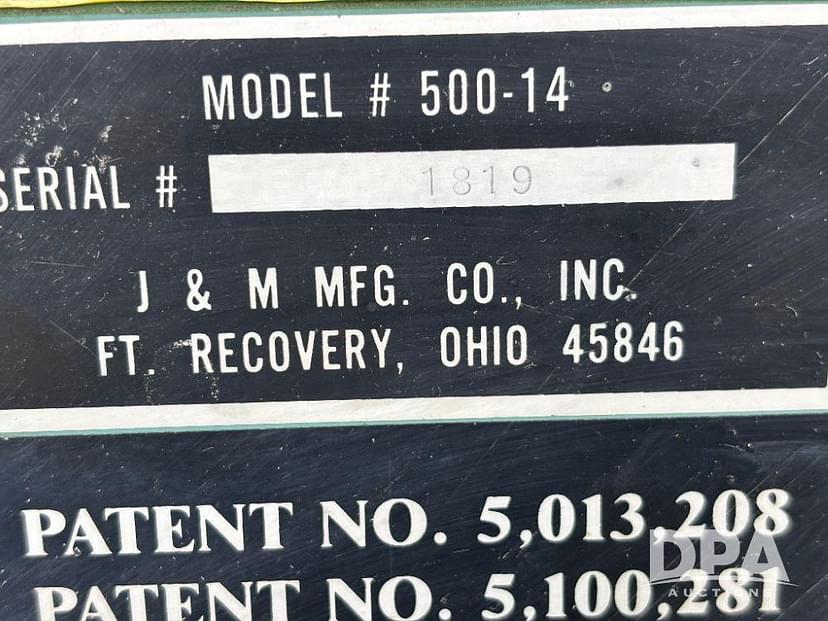 MODEL # 500-14
SERIAL # 1819
J & M MFG. CO., INC.
FT. RECOVERY, OHIO 45846
PATENT NO. 5,013,208
PATENT NO. 5,100,281
DPA
AUCTIONS